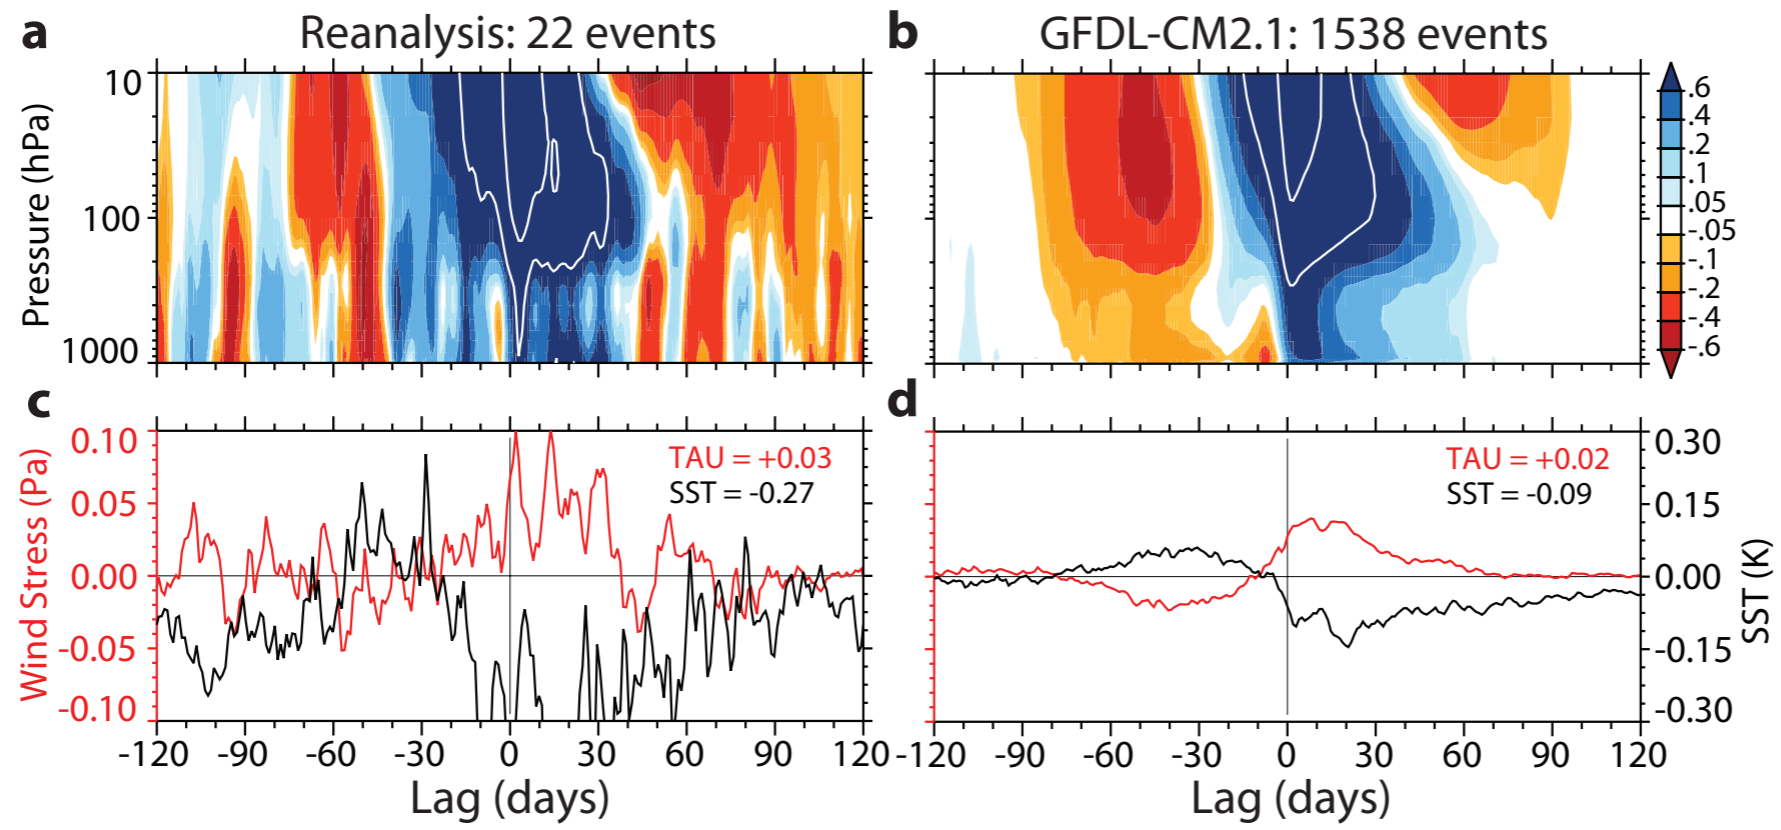 a Reanalysis: 22 events
b GFDL-CM2.1: 1538 events
Pressure (hPa)
10
100
1000
.6
.4
.2
.1
.05
-.05
-.1
-.2
-.4
-.6
c
d
Wind Stress (Pa)
0.10
0.05
0.00
-0.05
-0.10
TAU = +0.03
SST = -0.27
TAU = +0.02
SST = -0.09
0.30
0.15
0.00
-0.15
-0.30
SST (K)
-120 -90 -60 -30 0 30 60 90 120
-120 -90 -60 -30 0 30 60 90 120
Lag (days)
Lag (days)